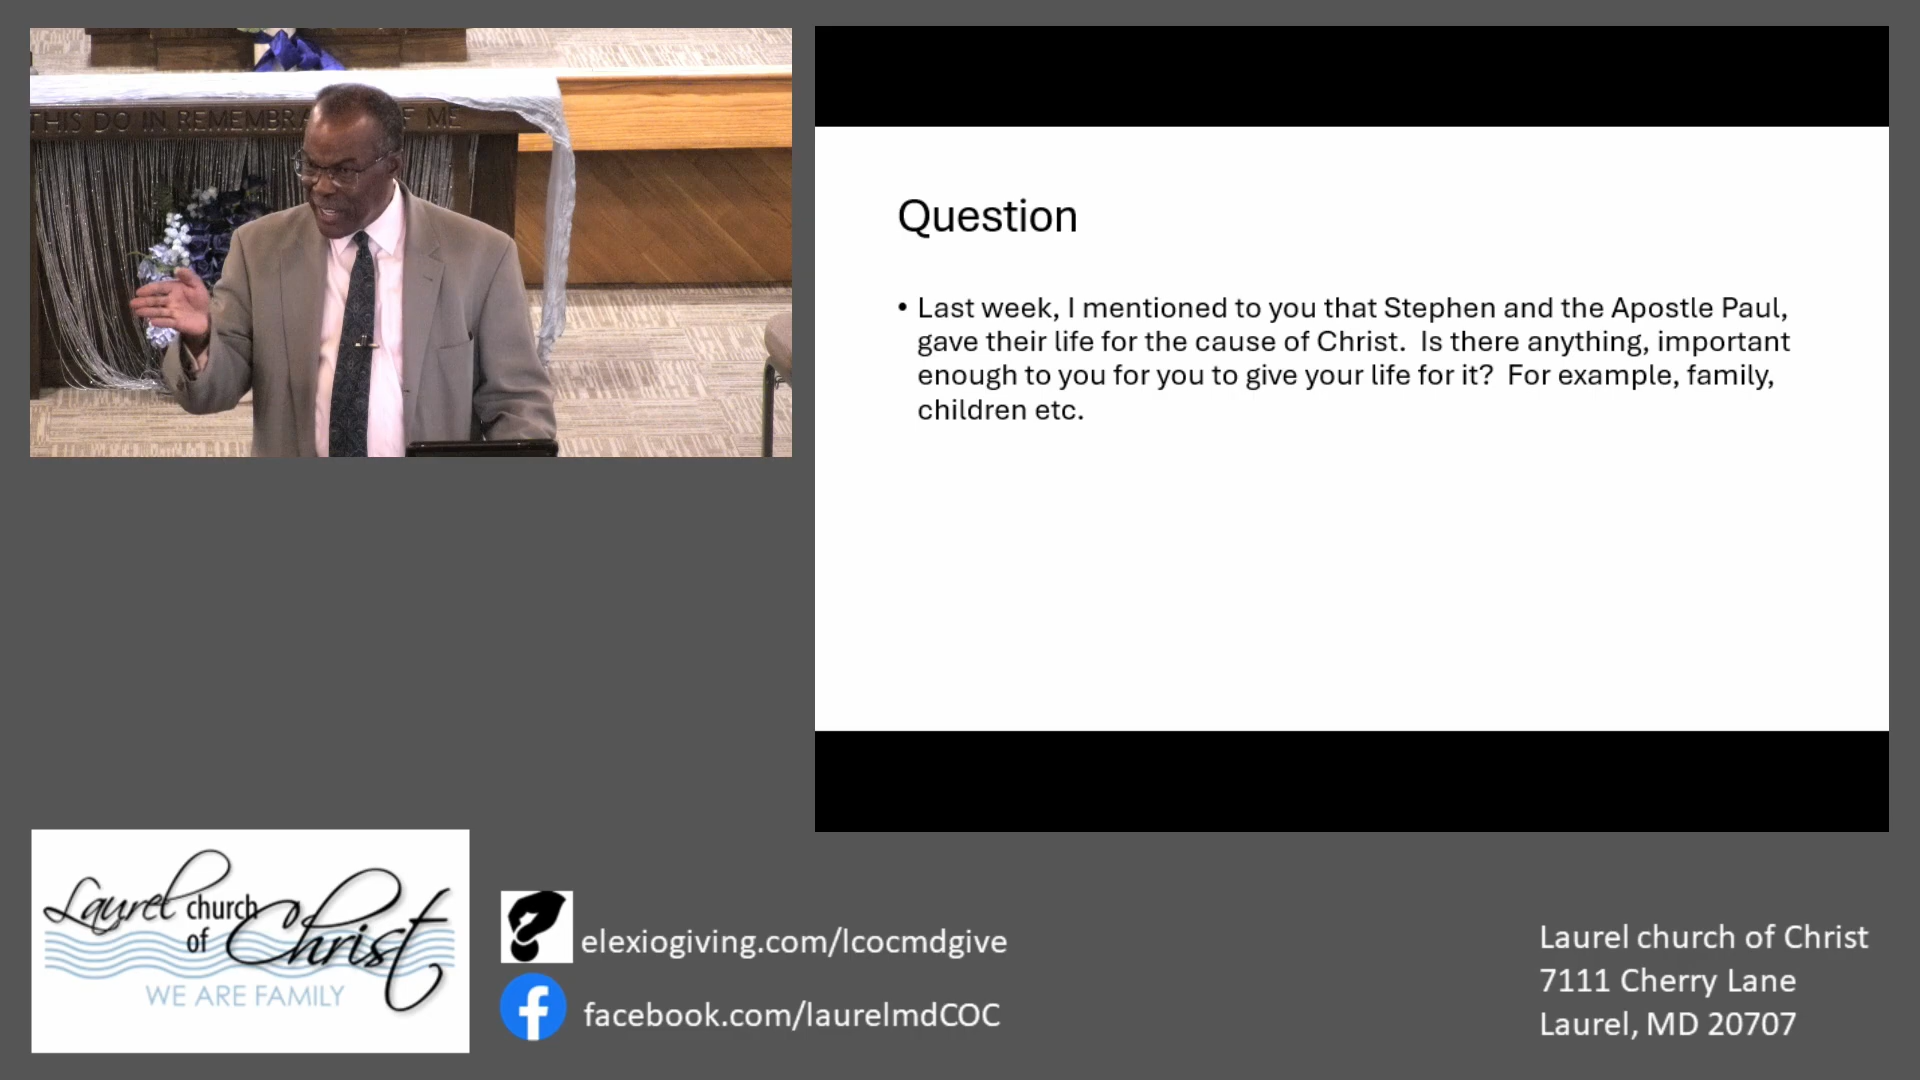 THIS DO IN REMEMBRA OF ME
Question
• Last week, I mentioned to you that Stephen and the Apostle Paul,
gave their life for the cause of Christ.  Is there anything, important
enough to you for you to give your life for it?  For example, family,
children etc.
Laurel church
of Christ
WE ARE FAMILY
elexiogiving.com/lcocmdgive
facebook.com/laurelmdCOC
Laurel church of Christ
7111 Cherry Lane
Laurel, MD 20707